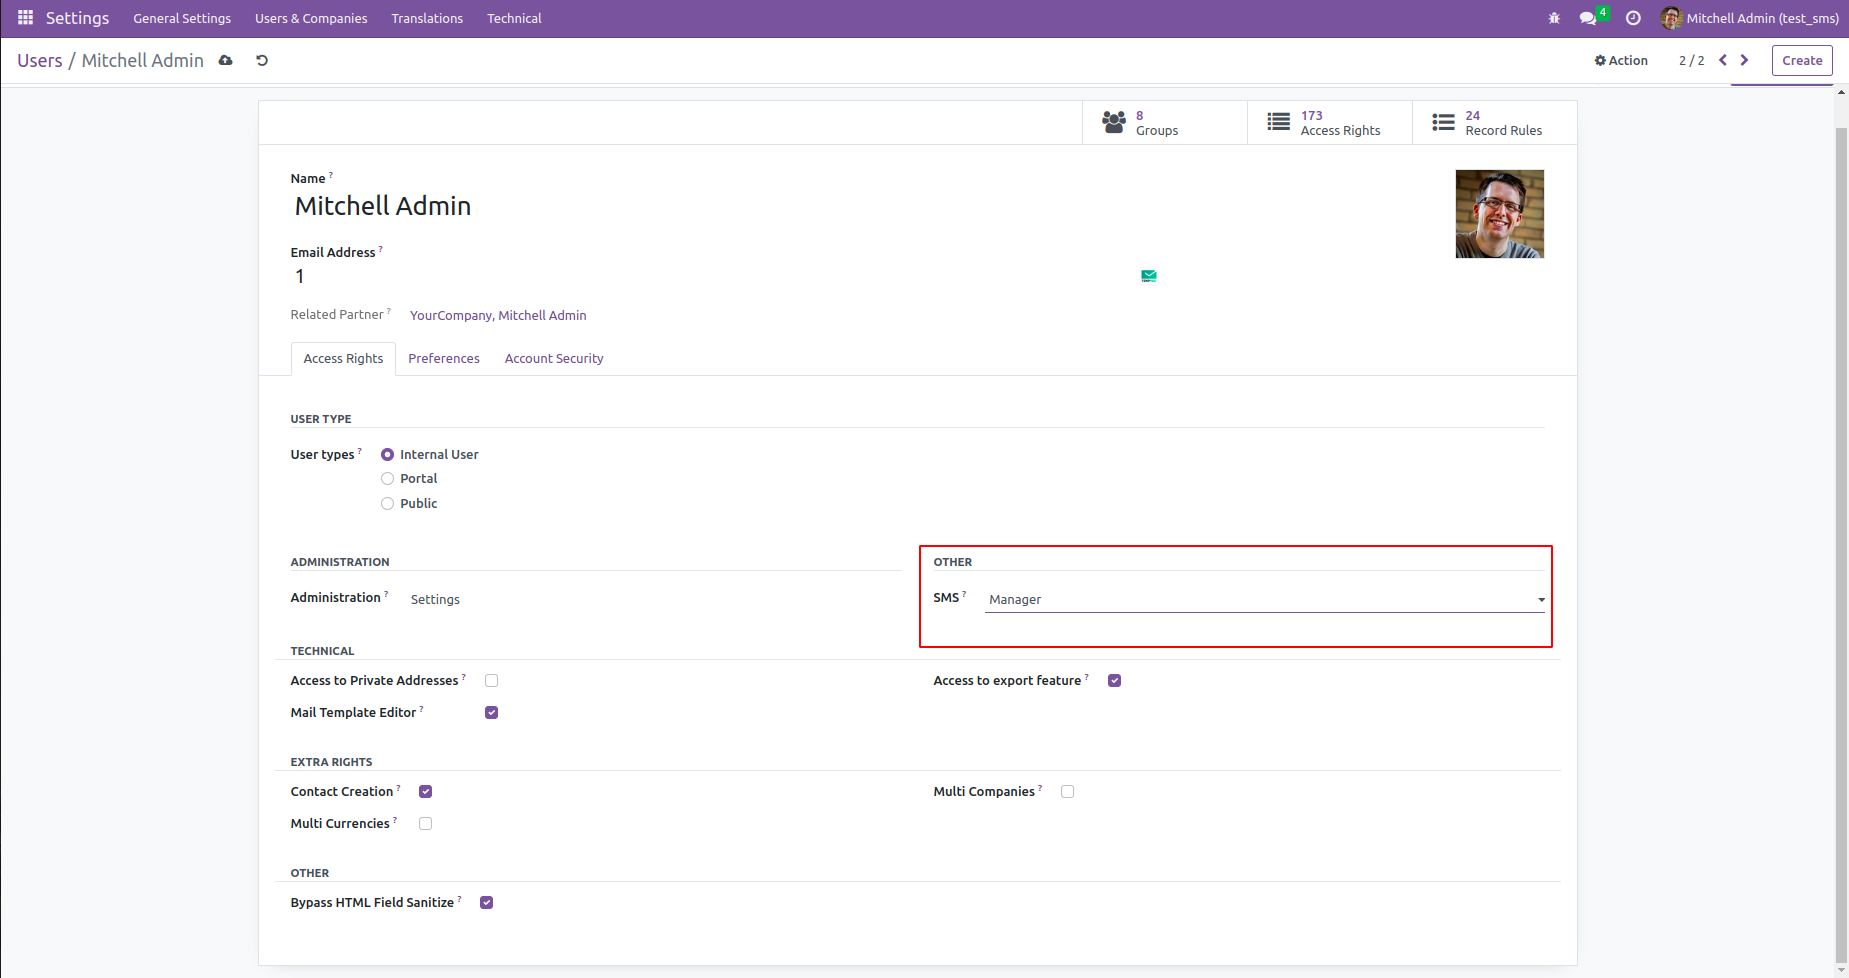 Settings General Settings Users & Companies Translations Technical 4 Mitchell Admin (test_sms)
Users / Mitchell Admin Action 2 / 2 Create
8 Groups
173 Access Rights
24 Record Rules
Name ?
Mitchell Admin
Email Address ?
1
Related Partner ? YourCompany, Mitchell Admin
Access Rights Preferences Account Security
USER TYPE
User types ? Internal User
Portal
Public
ADMINISTRATION OTHER
Administration ? Settings SMS ? Manager
TECHNICAL
Access to Private Addresses ? Access to export feature ?
Mail Template Editor ?
EXTRA RIGHTS
Contact Creation ? Multi Companies ?
Multi Currencies ?
OTHER
Bypass HTML Field Sanitize ?